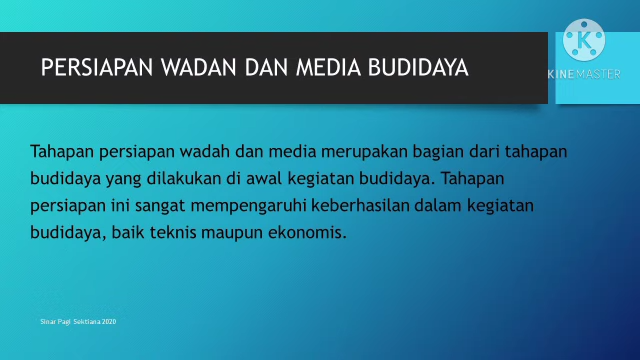 PERSIAPAN WADAN DAN MEDIA BUDIDAYA
KINEMASTER
Tahapan persiapan wadah dan media merupakan bagian dari tahapan
budidaya yang dilakukan di awal kegiatan budidaya. Tahapan
persiapan ini sangat mempengaruhi keberhasilan dalam kegiatan
budidaya, baik teknis maupun ekonomis.
Sinar Pagi Sektiana 2020